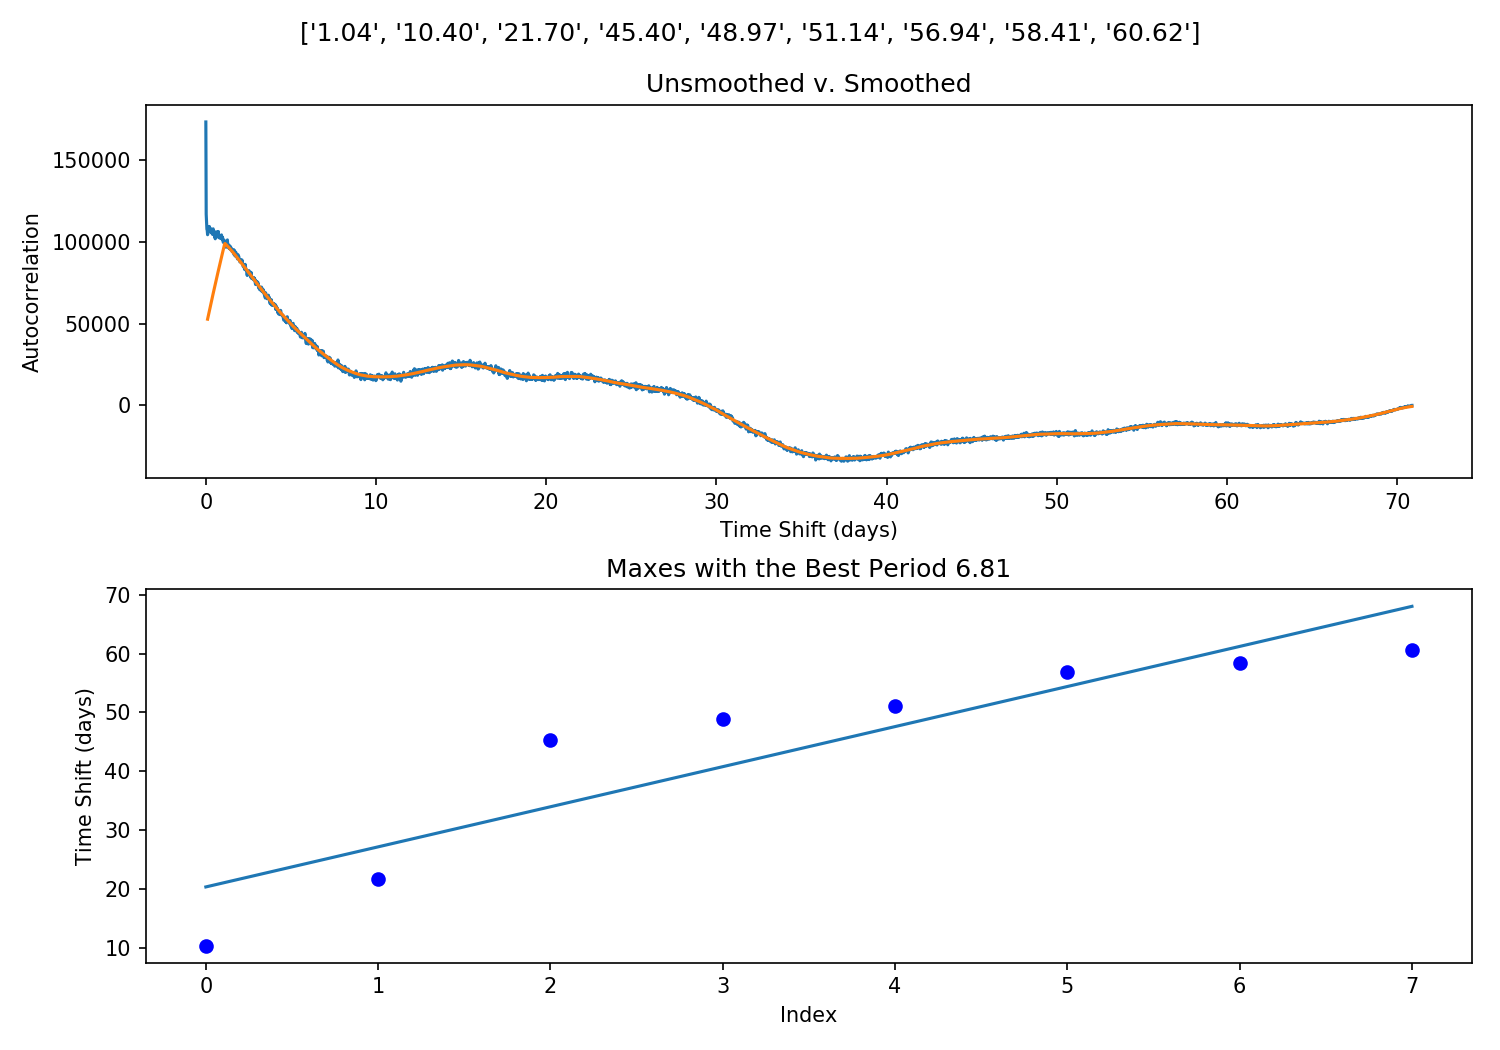 ['1.04', '10.40', '21.70', '45.40', '48.97', '51.14', '56.94', '58.41', '60.62']
Unsmoothed v. Smoothed
150000
100000
50000
0
Autocorrelation
0 10 20 30 40 50 60 70
Time Shift (days)
Maxes with the Best Period 6.81
70
60
50
40
30
20
10
Time Shift (days)
0 1 2 3 4 5 6 7
Index